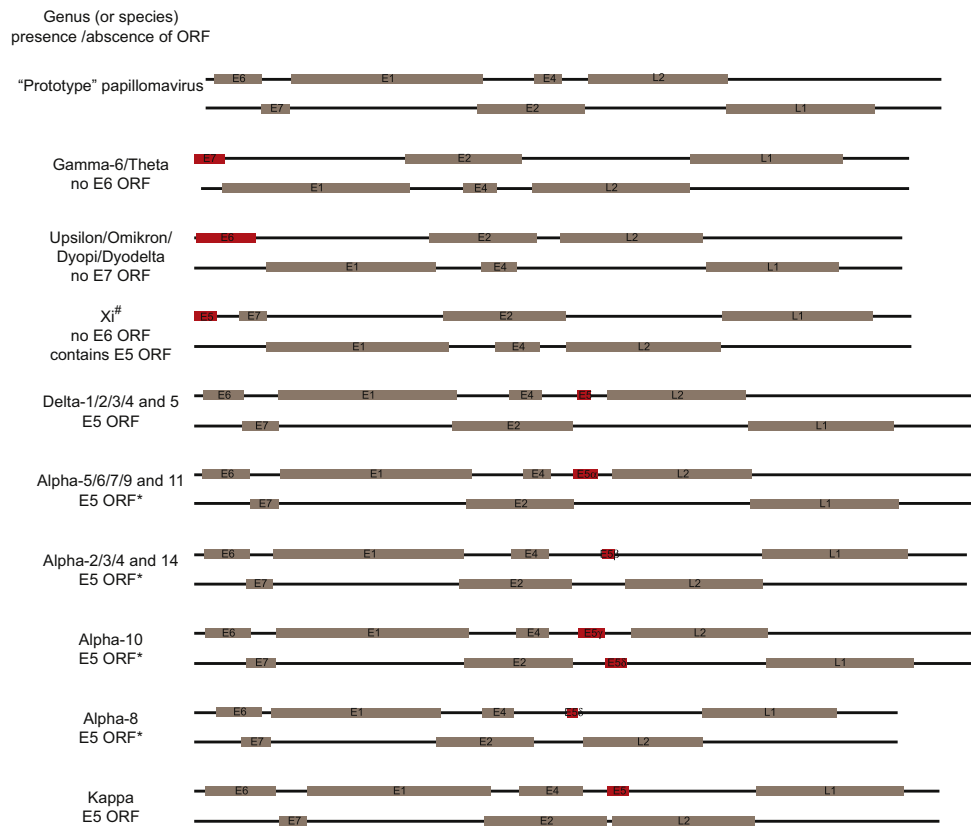 Genus (or species)
presence /absence of ORF
“Prototype” papillomavirus
E6 E1 E4 L2
E7 E2 L1
Gamma-6/Theta
no E6 ORF
E7 E2 L1
E1 E4 L2
Upsilon/Omikron/
Dyopi/Dyodelta
no E7 ORF
E6 E2 L2
E1 E4 L1
Xi#
no E6 ORF
contains E5 ORF
E5 E7 E2 L1
E1 E4 L2
Delta-1/2/3/4 and 5
E5 ORF
E6 E1 E4 E5 L2
E7 E2 L1
Alpha-5/6/7/9 and 11
E5 ORF*
E6 E1 E4 E5α L2
E7 E2 L1
Alpha-2/3/4 and 14
E5 ORF*
E6 E1 E4 E5β L1
E7 E2 L2
Alpha-10
E5 ORF*
E6 E1 E4 E5γ L2
E7 E2 E5δ L1
Alpha-8
E5 ORF*
E6 E1 E4 L1
E7 E2 L2
Kappa
E5 ORF
E6 E1 E4 E5 L1
E7 E2 L2